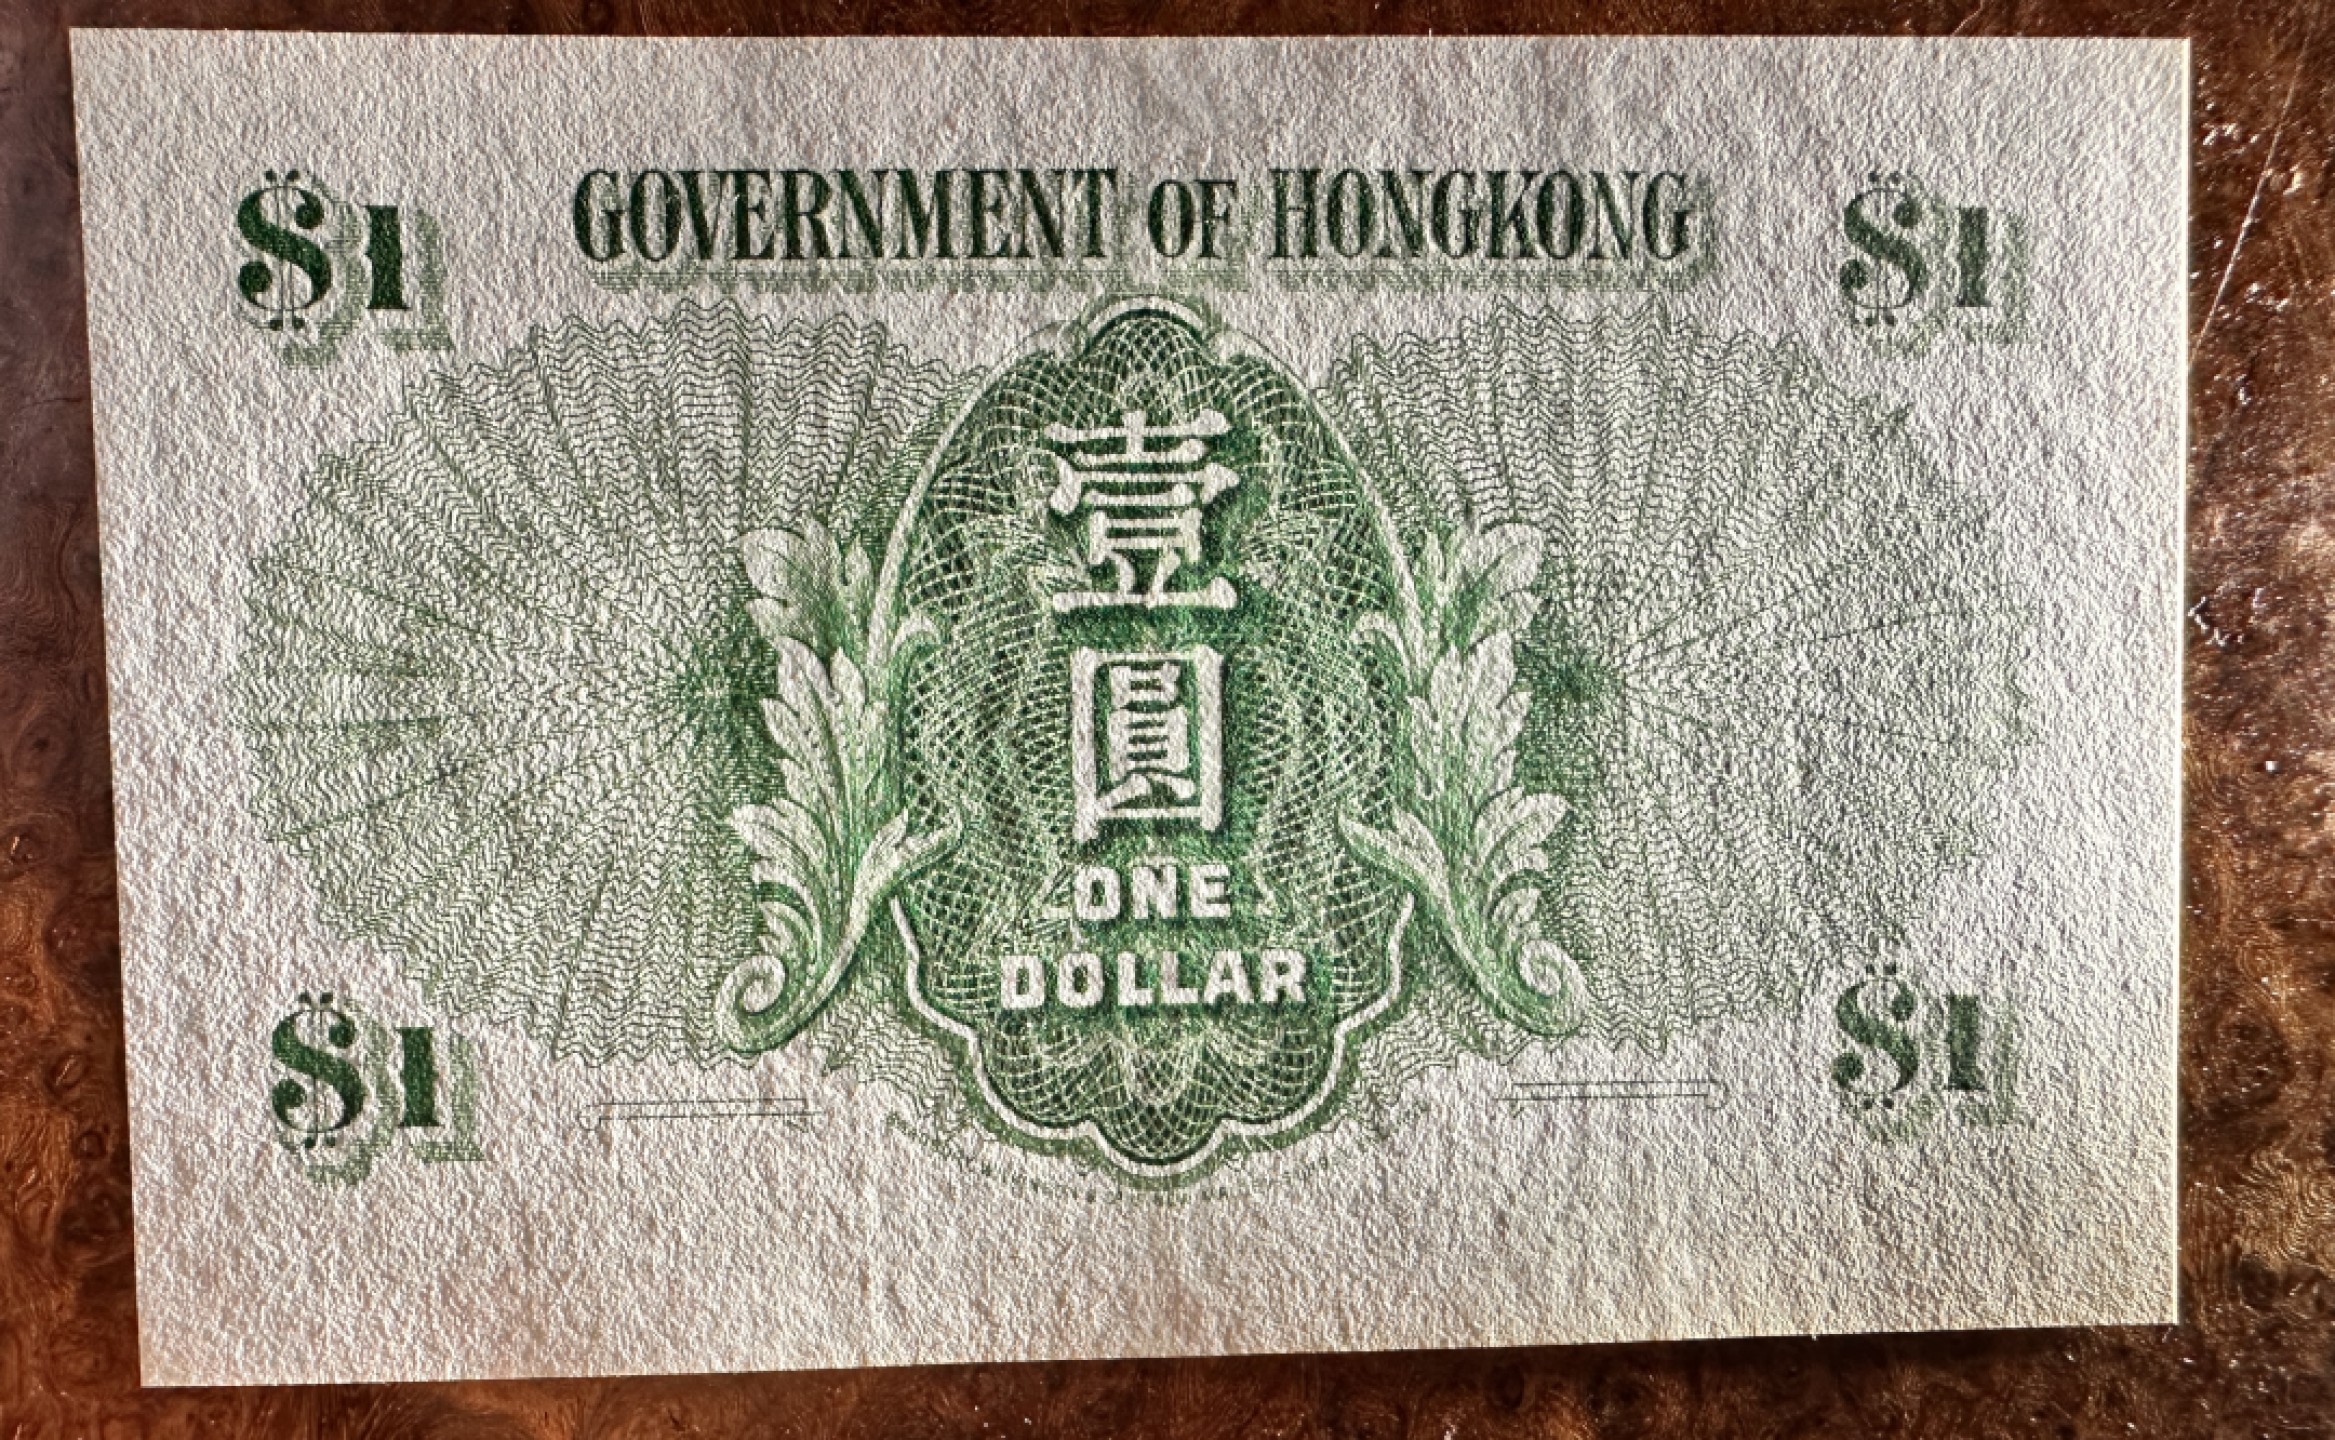 $1 GOVERNMENT OF HONGKONG $1
壹
圓
ONE
DOLLAR
$1 $1